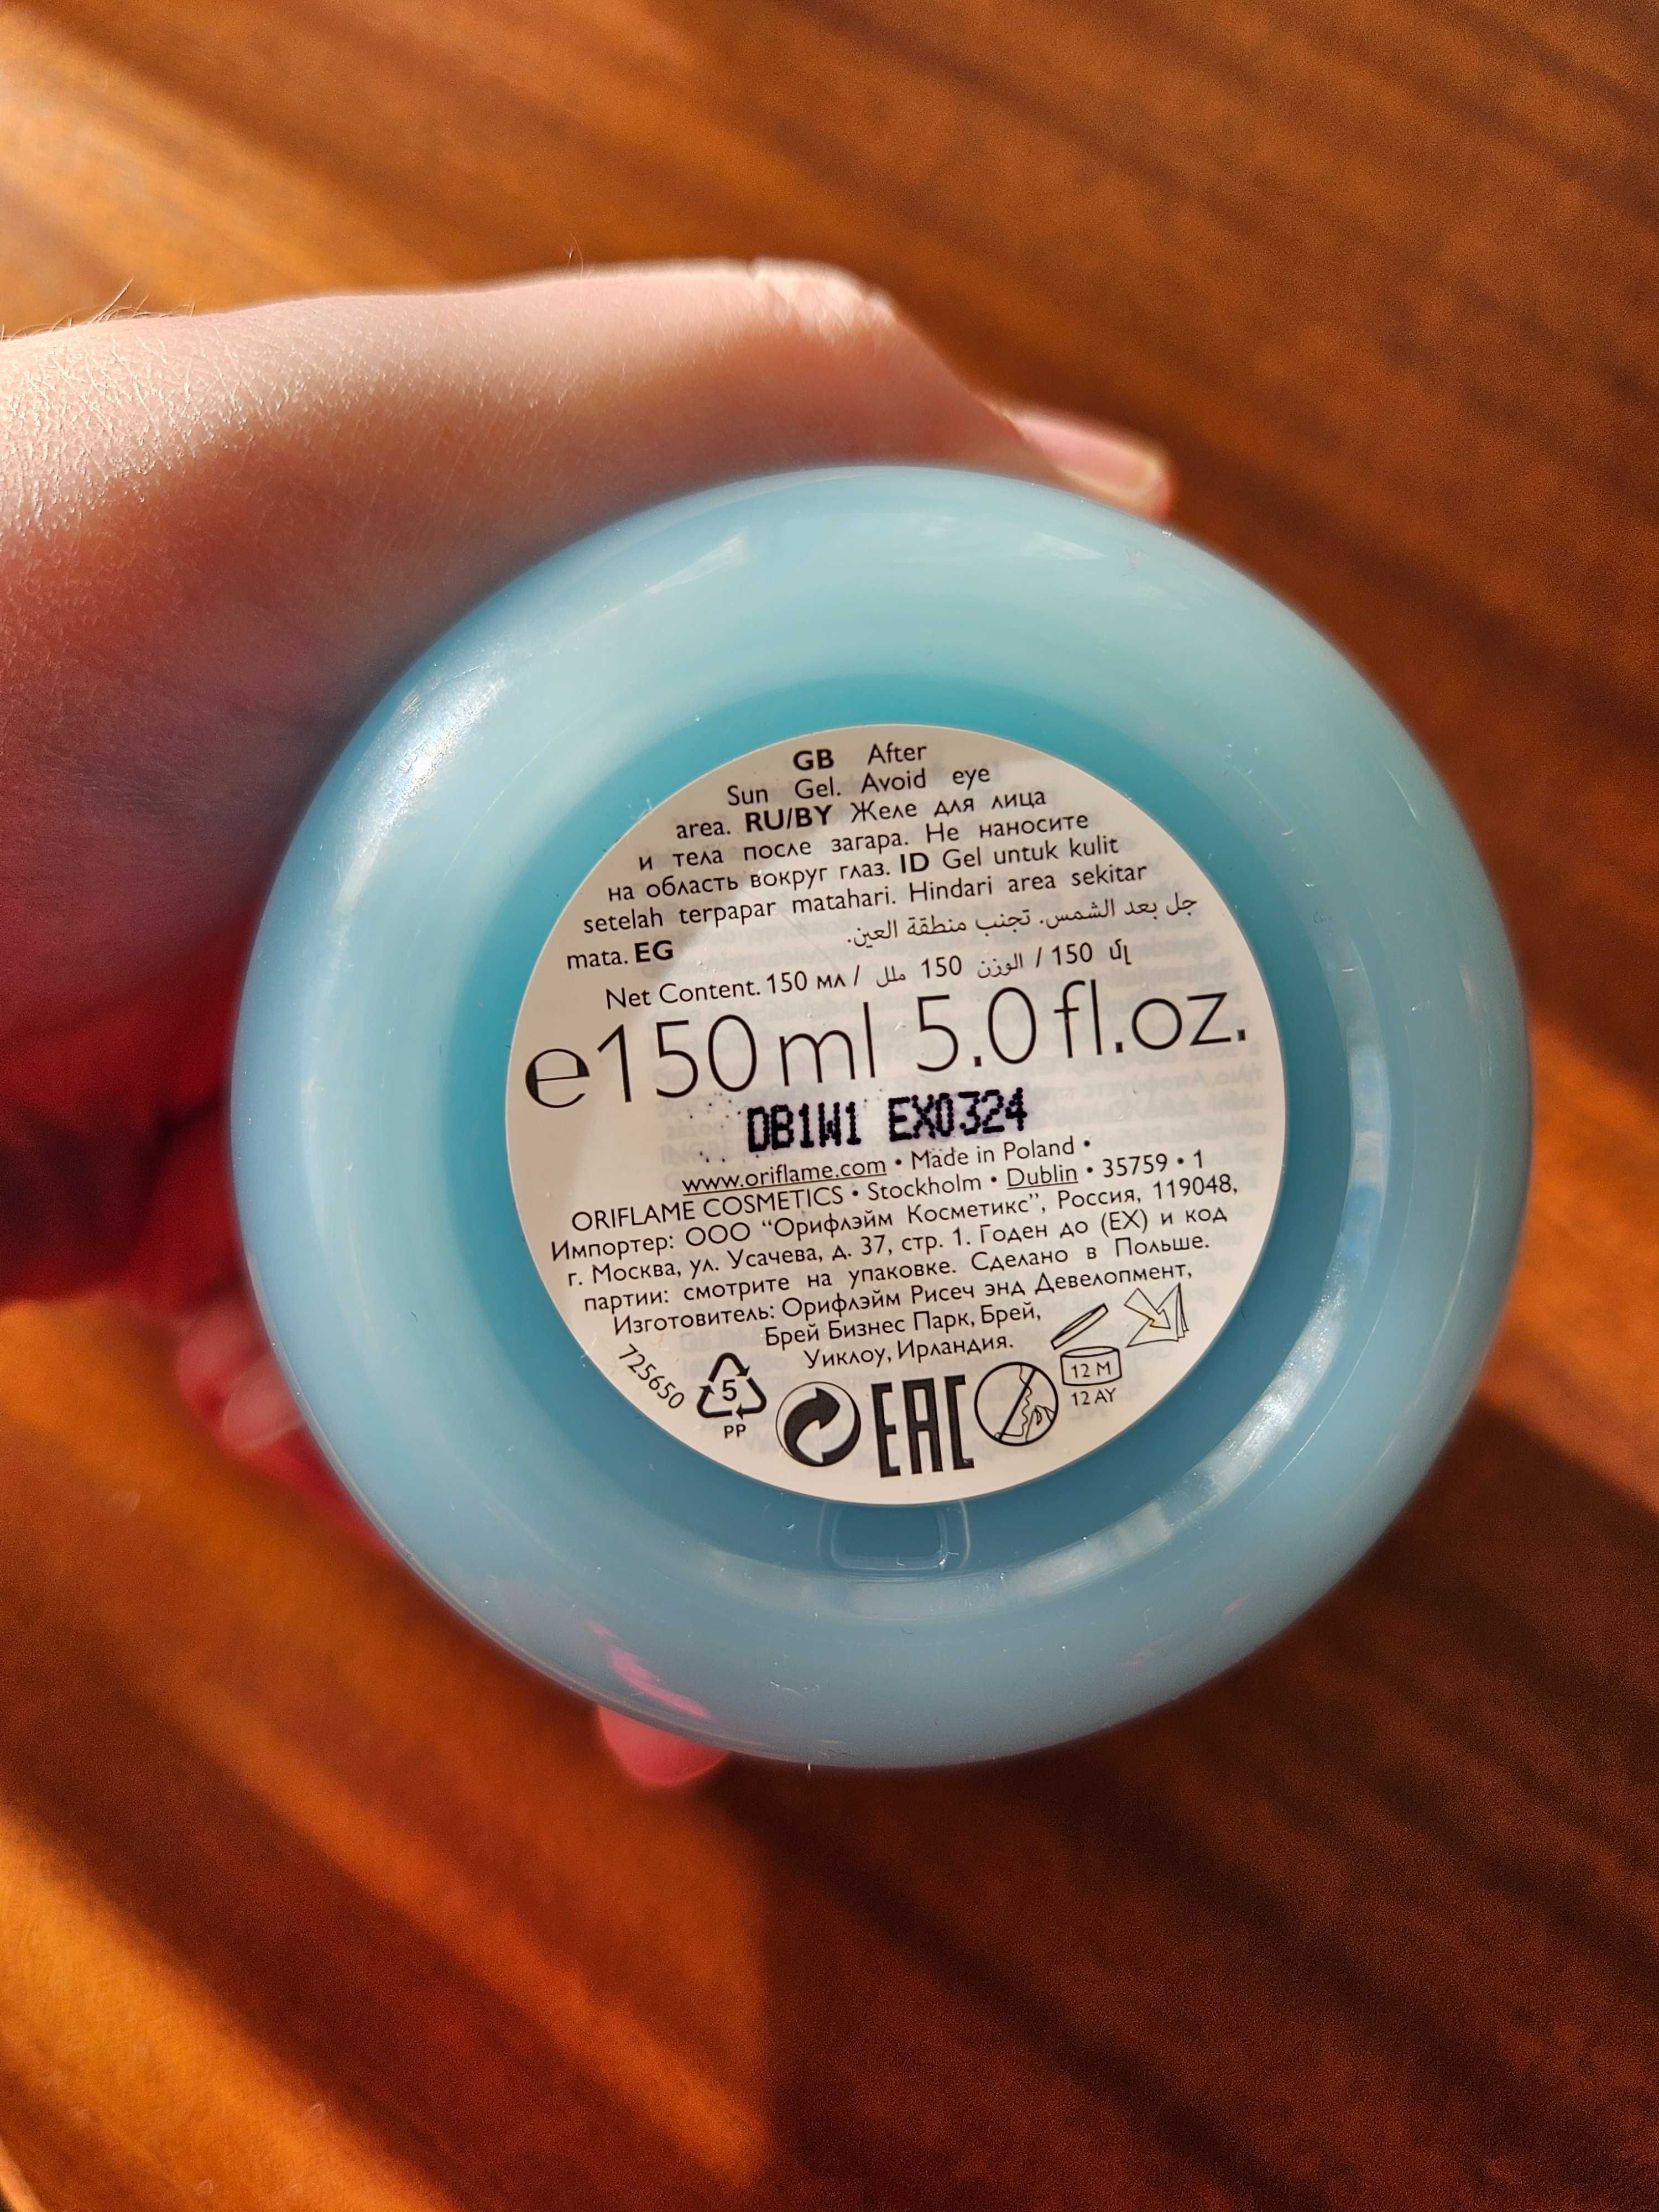 GB After
Sun Gel. Avoid eye
area. RU/BY Желе для лица
и тела после загара. Не наносите
на область вокруг глаз. ID Gel untuk kulit
setelah terpapar matahari. Hindari area sekitar
mata. EG جل بعد الشمس. تجنب منطقة العين.
Net Content. 150 мл / الوزن 150 ملل / 150 մլ
e150ml 5.0fl.oz.
DB1W1 EX0324
www.oriflame.com • Made in Poland •
ORIFLAME COSMETICS • Stockholm • Dublin • 35759 • 1
Импортер: ООО “Орифлэйм Косметикс”, Россия, 119048,
г. Москва, ул. Усачева, д. 37, стр. 1. Годен до (EX) и код
партии: смотрите на упаковке. Сделано в Польше.
Изготовитель: Орифлэйм Рисеч энд Девелопмент,
Брей Бизнес Парк, Брей,
Уиклоу, Ирландия.
725650
5
PP
EAC
12 M
12 AY